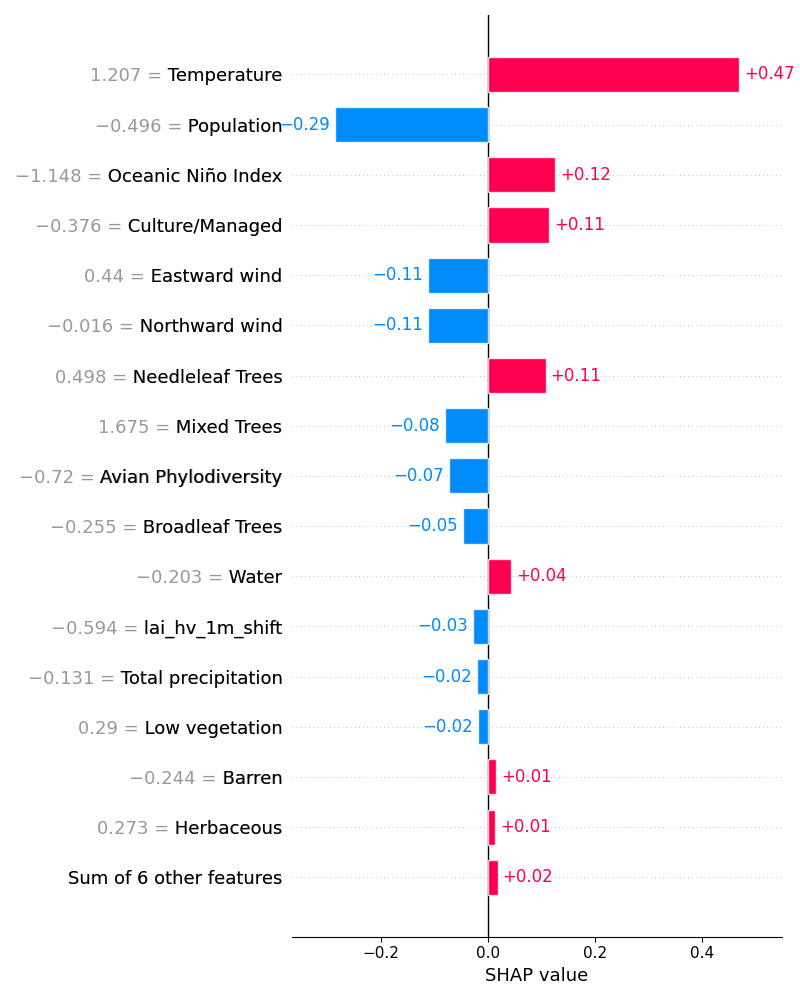 1.207 = Temperature +0.47
−0.496 = Population −0.29
−1.148 = Oceanic Niño Index +0.12
−0.376 = Culture/Managed +0.11
0.44 = Eastward wind −0.11
−0.016 = Northward wind −0.11
0.498 = Needleleaf Trees +0.11
1.675 = Mixed Trees −0.08
−0.72 = Avian Phylodiversity −0.07
−0.255 = Broadleaf Trees −0.05
−0.203 = Water +0.04
−0.594 = lai_hv_1m_shift −0.03
−0.131 = Total precipitation −0.02
0.29 = Low vegetation −0.02
−0.244 = Barren +0.01
0.273 = Herbaceous +0.01
Sum of 6 other features +0.02
−0.2 0.0 0.2 0.4
SHAP value